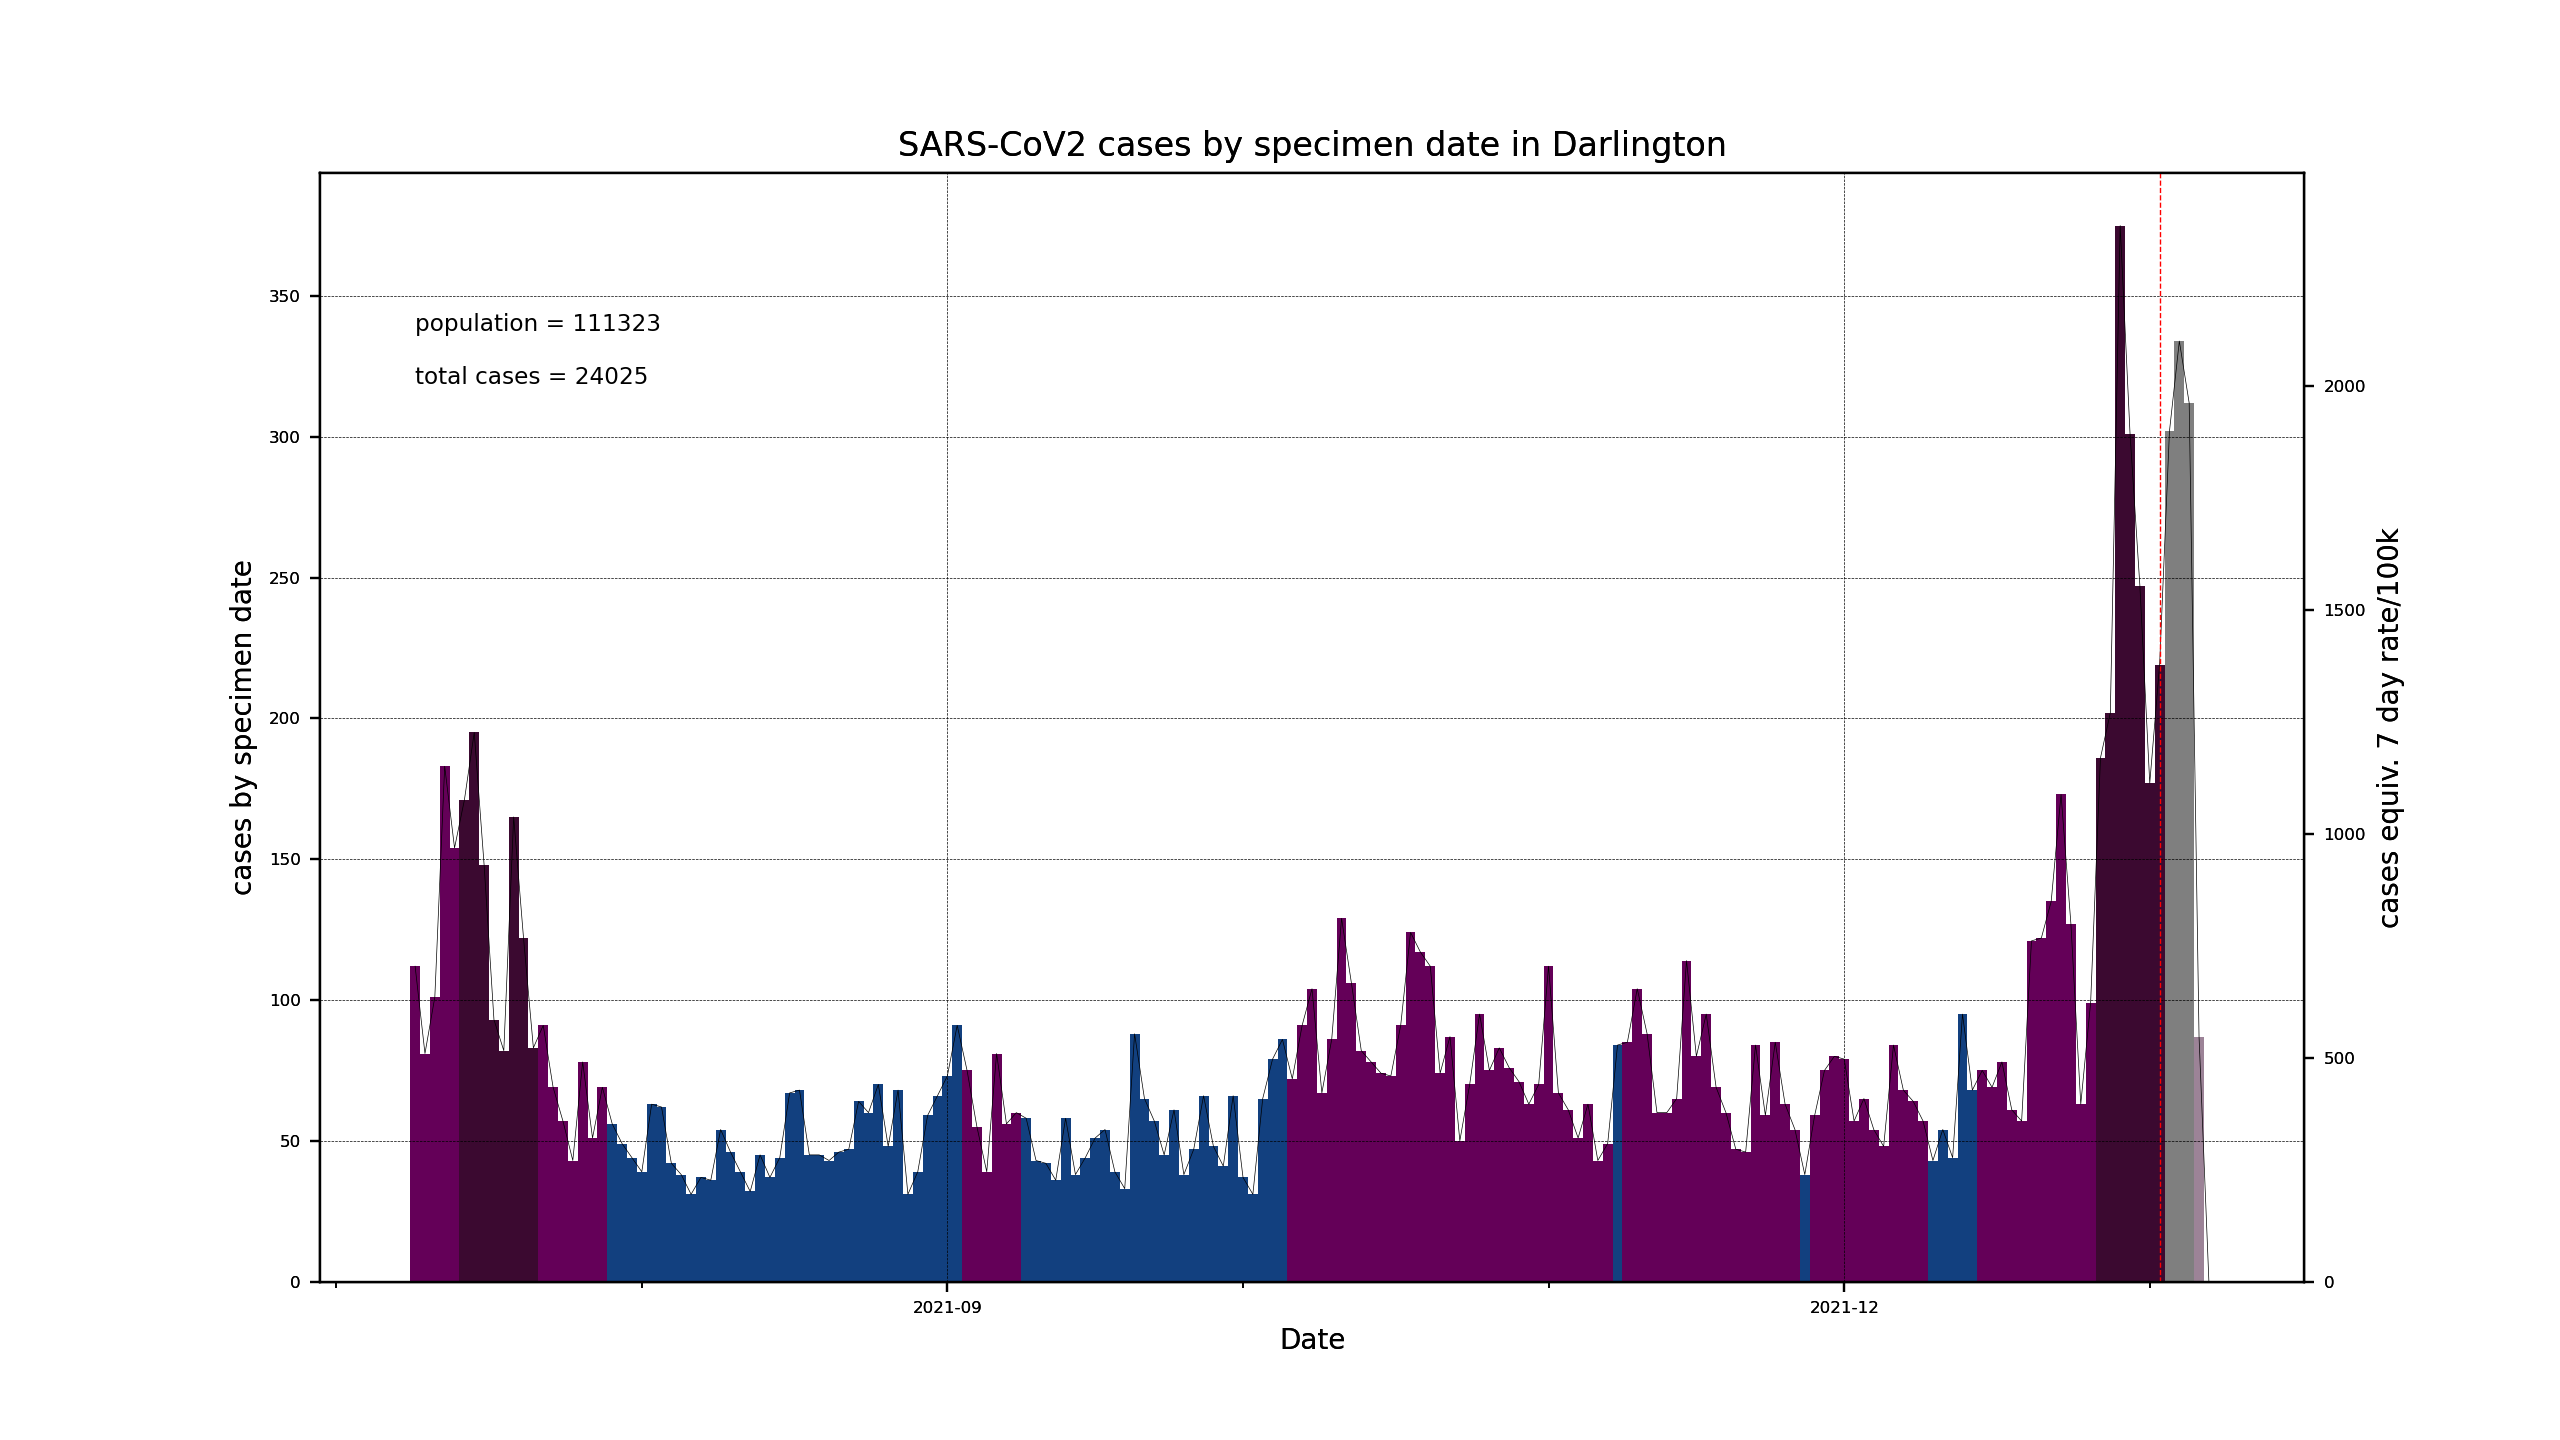 SARS-CoV2 cases by specimen date in Darlington
population = 111323
total cases = 24025
cases by specimen date
350
300
250
200
150
100
50
0
2000
1500
1000
500
0
cases equiv. 7 day rate/100k
2021-09
2021-12
Date